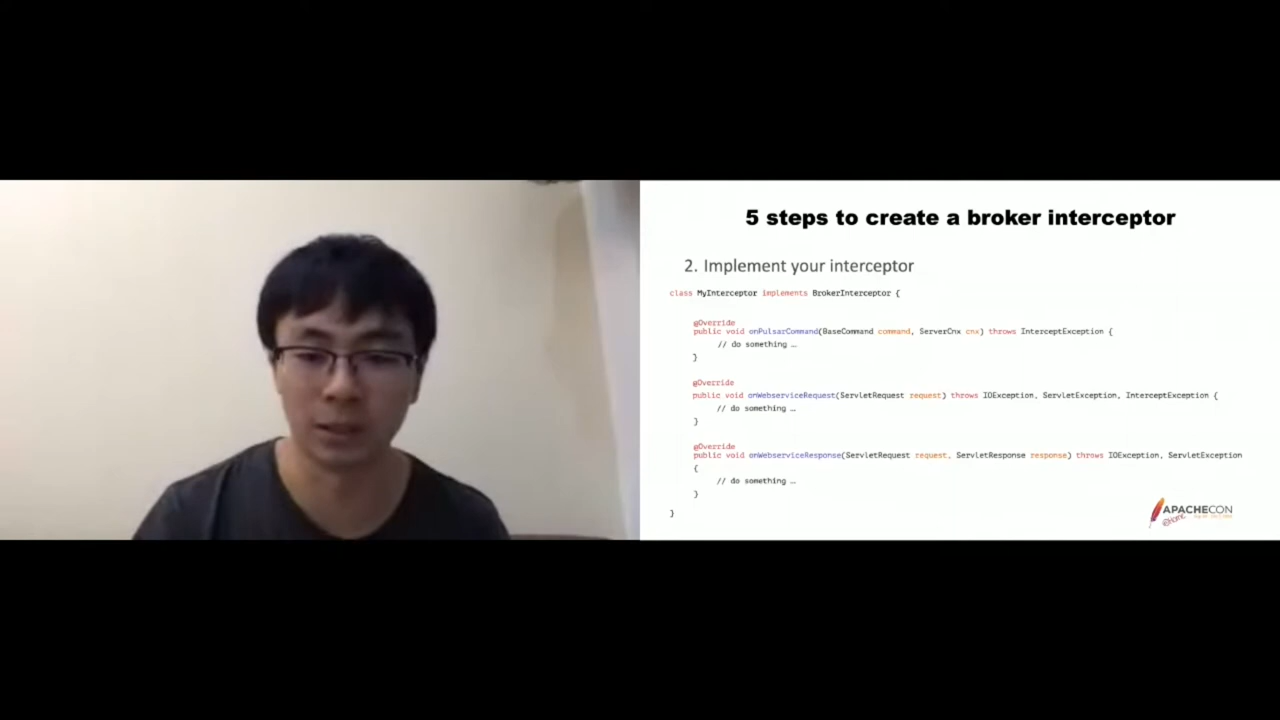 5 steps to create a broker interceptor
2. Implement your interceptor
class MyInterceptor implements BrokerInterceptor {
@Override
public void onPulsarCommand(BaseCommand command, ServerCnx cnx) throws InterceptException {
// do something …
}
@Override
public void onWebserviceRequest(ServletRequest request) throws IOException, ServletException, InterceptException {
// do something …
}
@Override
public void onWebserviceResponse(ServletRequest request, ServletResponse response) throws IOException, ServletException
{
// do something …
}
}
APACHECON
@Home